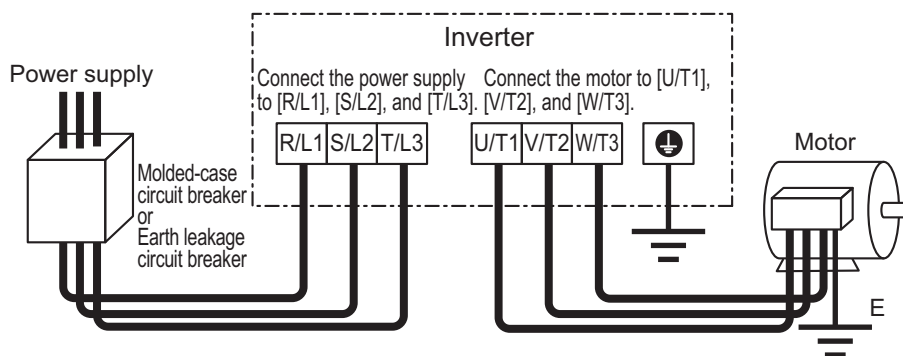 Inverter
Power supply
Connect the power supply
to [R/L1], [S/L2], and [T/L3].
Connect the motor to [U/T1],
[V/T2], and [W/T3].
R/L1 S/L2 T/L3
U/T1 V/T2 W/T3
Motor
Molded-case
circuit breaker
or
Earth leakage
circuit breaker
E